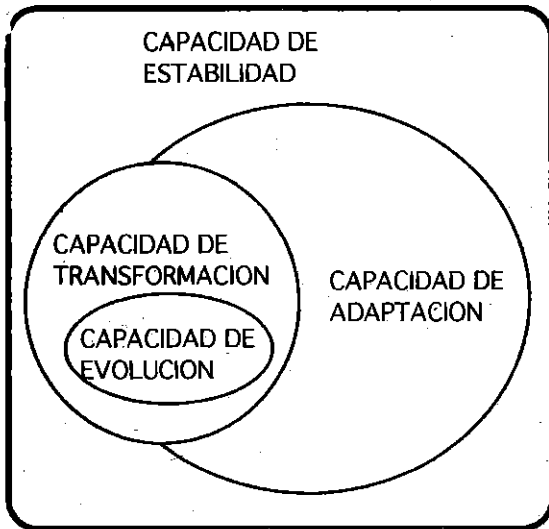 CAPACIDAD DE
ESTABILIDAD
CAPACIDAD DE
TRANSFORMACION
CAPACIDAD DE
ADAPTACION
CAPACIDAD DE
EVOLUCION